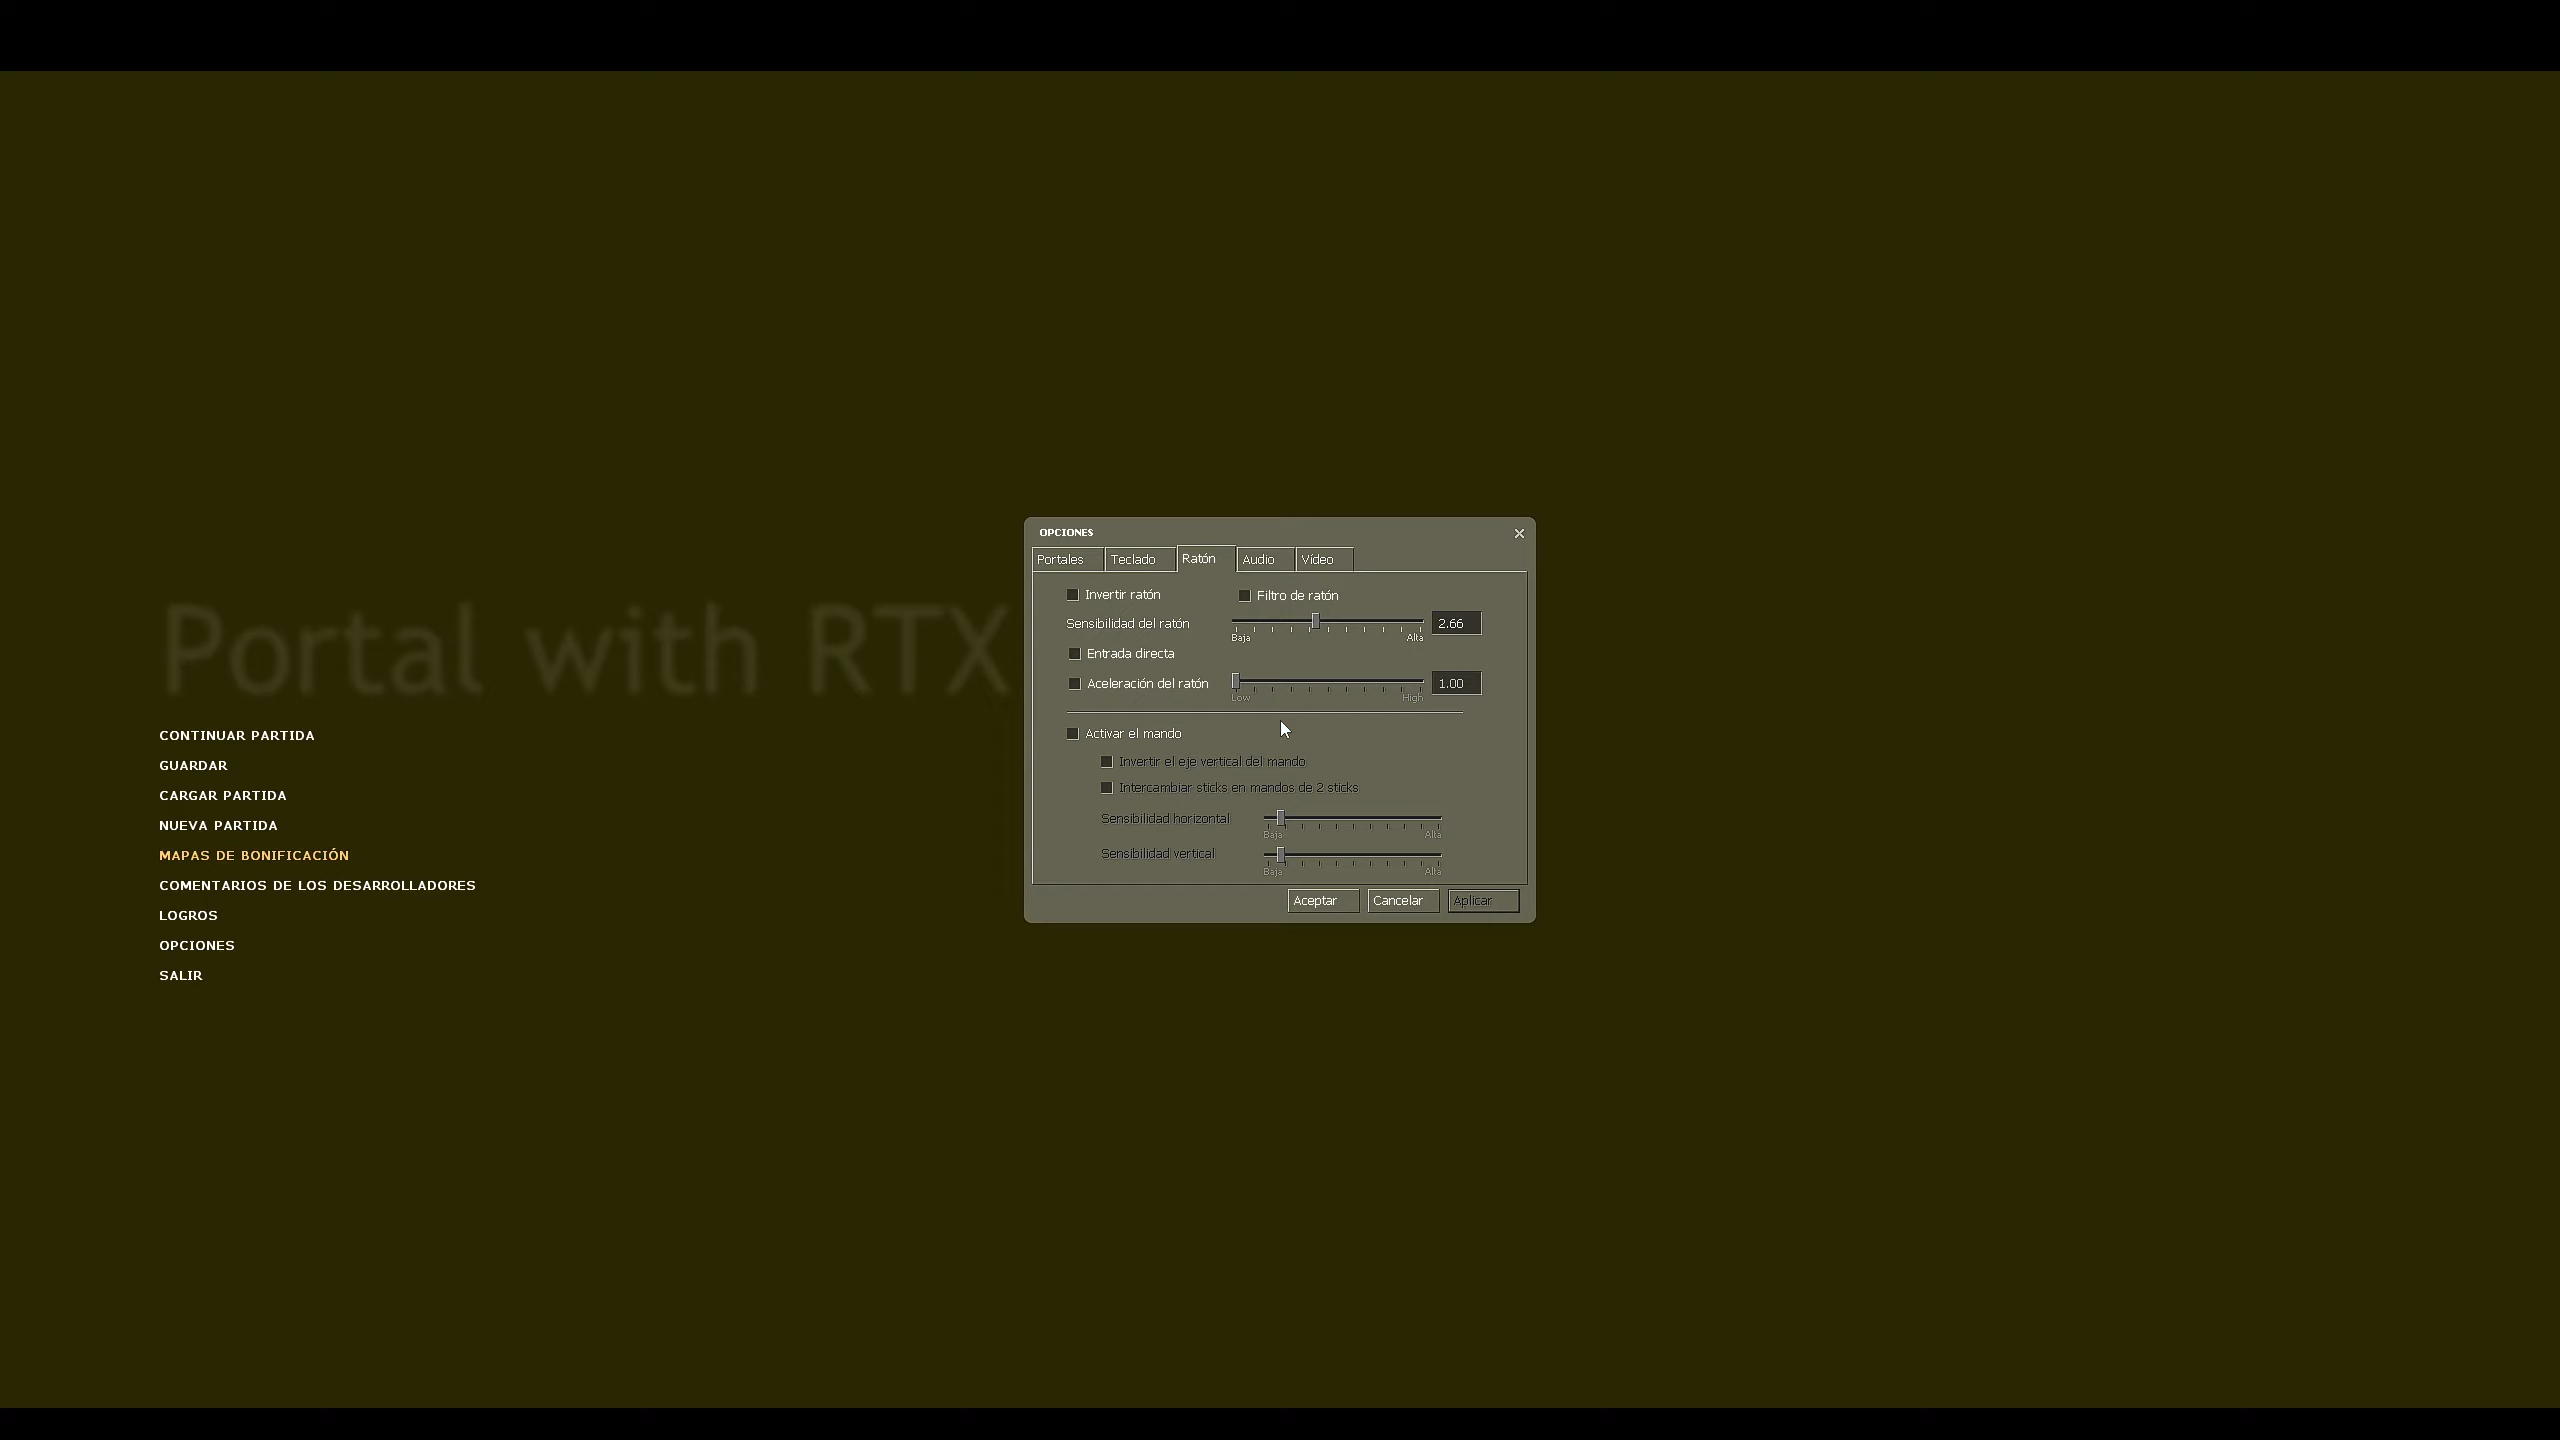 Portal with RTX
CONTINUAR PARTIDA
GUARDAR
CARGAR PARTIDA
NUEVA PARTIDA
MAPAS DE BONIFICACIÓN
COMENTARIOS DE LOS DESARROLLADORES
LOGROS
OPCIONES
SALIR
OPCIONES
Portales Teclado Ratón Audio Vídeo
Invertir ratón Filtro de ratón
Sensibilidad del ratón 2.66
Baja Alta
Entrada directa
Aceleración del ratón 1.00
Low High
Activar el mando
Invertir el eje vertical del mando
Intercambiar sticks en mandos de 2 sticks
Sensibilidad horizontal
Baja Alta
Sensibilidad vertical
Baja Alta
Aceptar Cancelar Aplicar